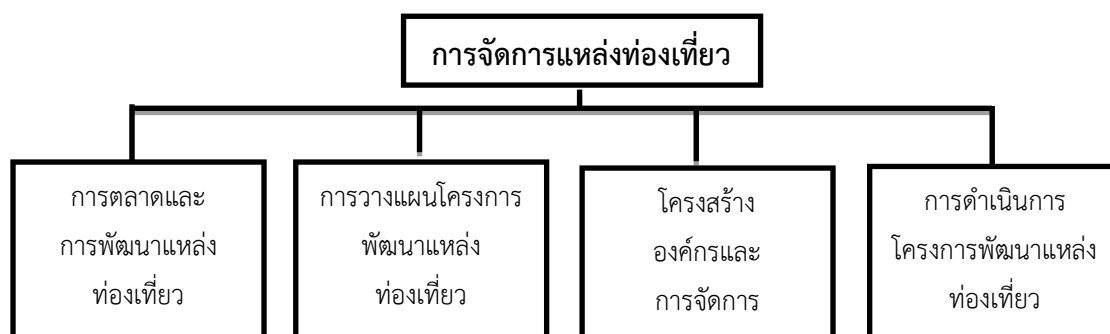 การจัดการแหล่งท่องเที่ยว
การตลาดและ
การพัฒนาแหล่ง
ท่องเที่ยว
การวางแผนโครงการ
พัฒนาแหล่ง
ท่องเที่ยว
โครงสร้าง
องค์กรและ
การจัดการ
การดำเนินการ
โครงการพัฒนาแหล่ง
ท่องเที่ยว